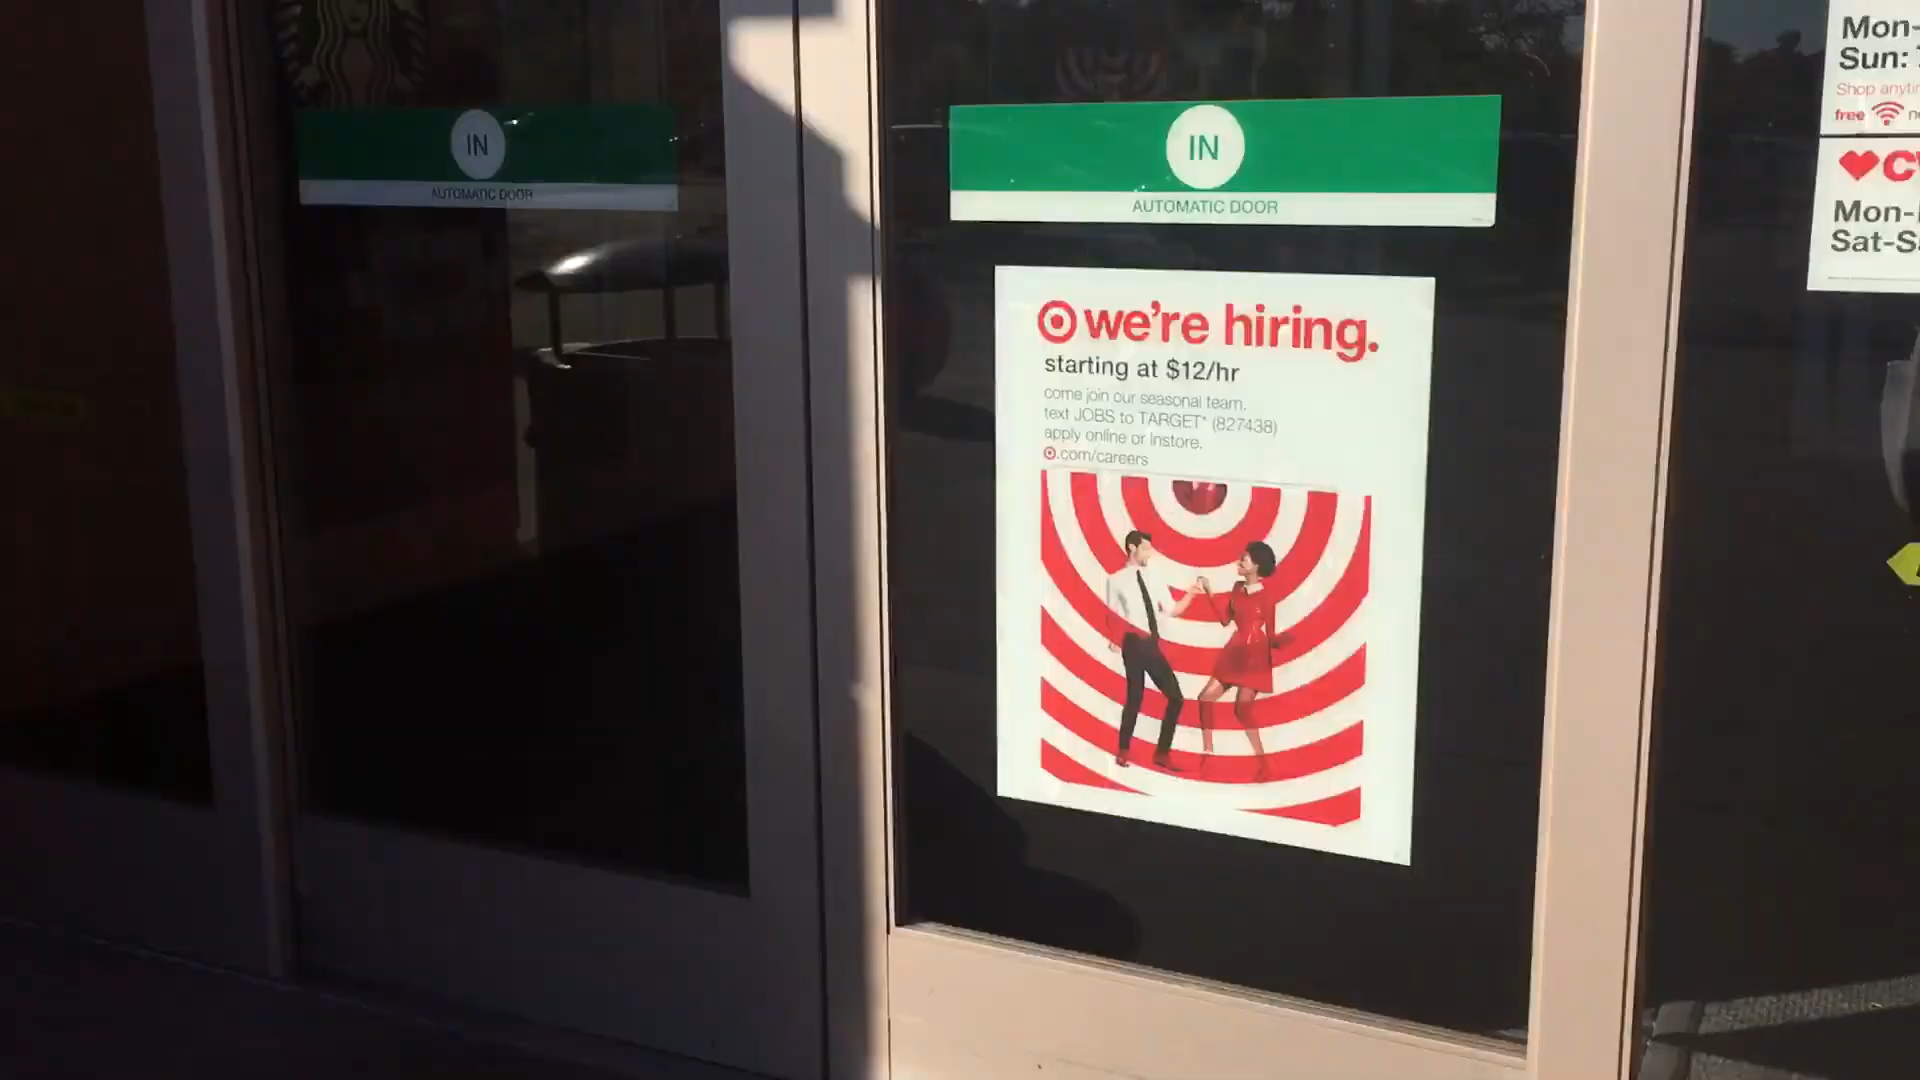 IN
AUTOMATIC DOOR
IN
AUTOMATIC DOOR
we're hiring.
starting at $12/hr
come join our seasonal team.
text JOBS to TARGET* (827438)
apply online or instore.
.com/careers
Mon-
Sun:
Shop
free
Mon-